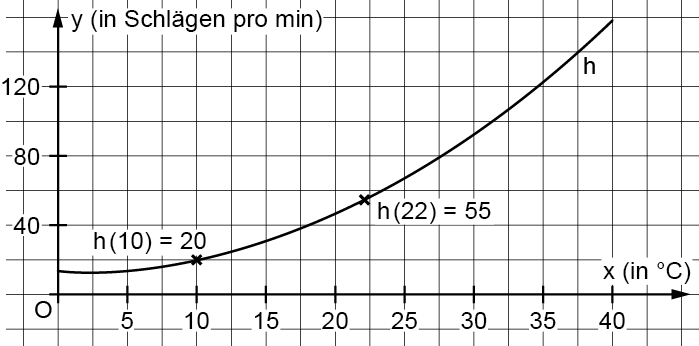 y (in Schlägen pro min)
h
120
80
40
h(22) = 55
h(10) = 20
x (in °C)
O
5 10 15 20 25 30 35 40